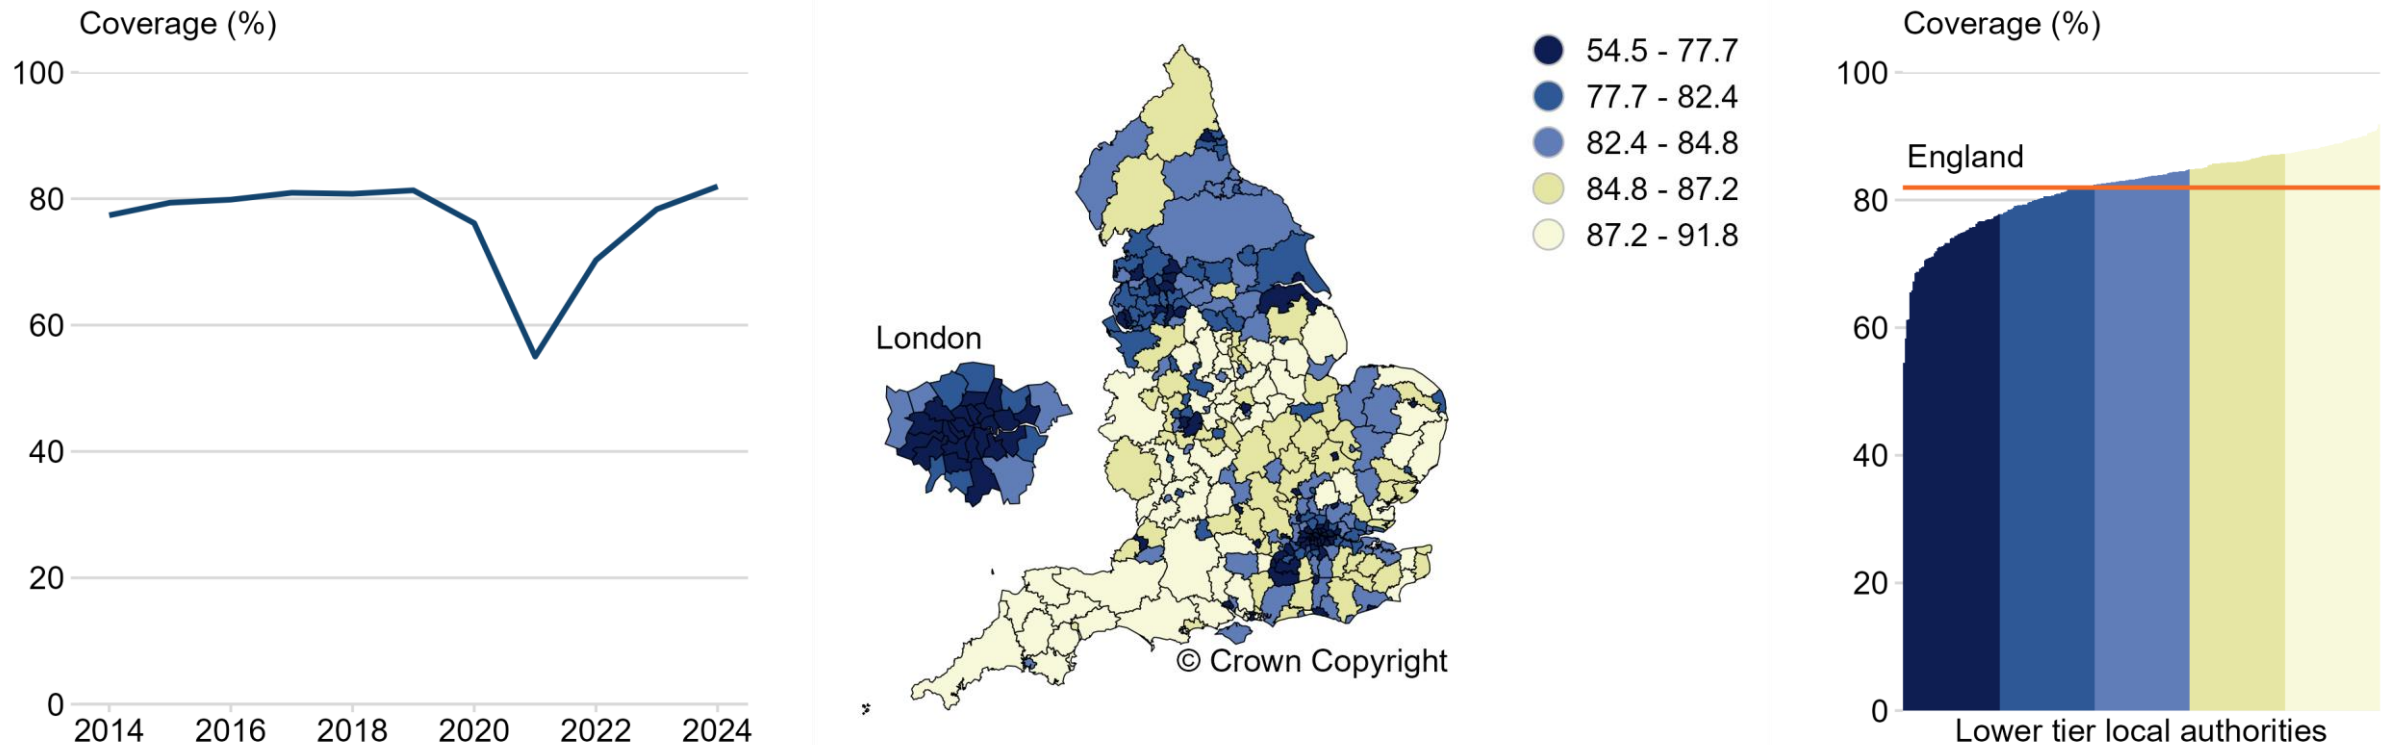 Coverage (%)
100
80
60
40
20
0
2014 2016 2018 2020 2022 2024
London
54.5 - 77.7
77.7 - 82.4
82.4 - 84.8
84.8 - 87.2
87.2 - 91.8
© Crown Copyright
Coverage (%)
100
England
80
60
40
20
0
Lower tier local authorities